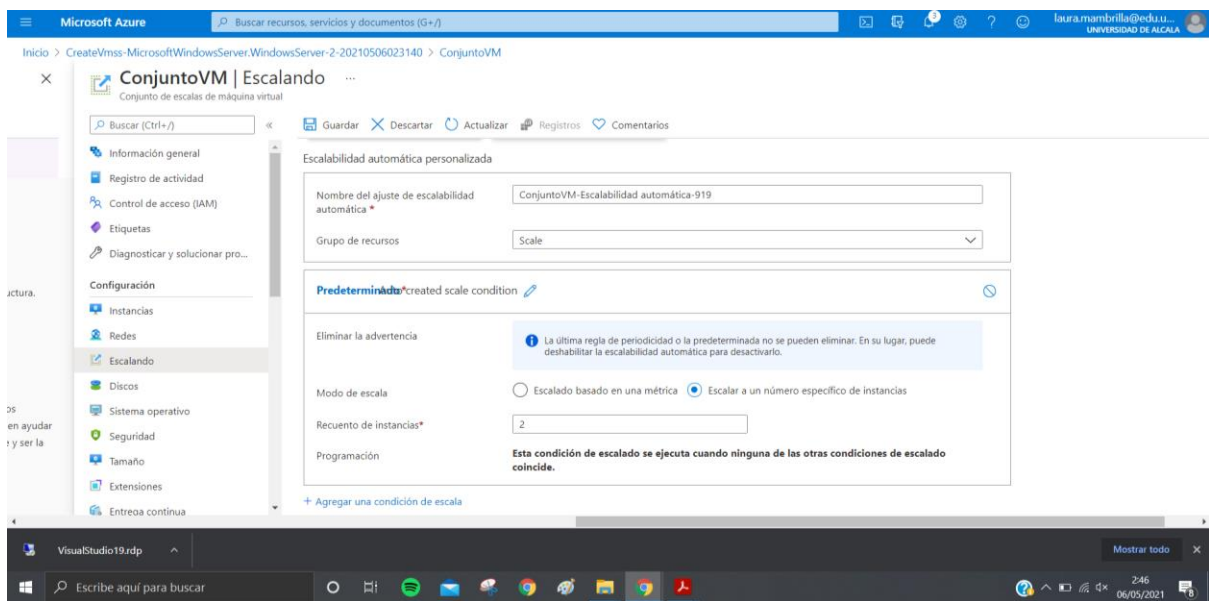 Microsoft Azure
Buscar recursos, servicios y documentos (G+/)
3
laura.mambrilla@edu.u...
UNIVERSIDAD DE ALCALA
Inicio > CreateVmss-MicrosoftWindowsServer.WindowsServer-2-20210506023140 > ConjuntoVM
ConjuntoVM | Escalando ...
Conjunto de escalas de máquina virtual
Buscar (Ctrl+/)
Guardar Descartar Actualizar Registros Comentarios
Información general
Registro de actividad
Control de acceso (IAM)
Etiquetas
Diagnosticar y solucionar pro...
Configuración
Instancias
Redes
Escalando
Discos
Sistema operativo
Seguridad
Tamaño
Extensiones
Entrega continua
uctura.
os
en ayudar
y ser la
Escalabilidad automática personalizada
Nombre del ajuste de escalabilidad
automática *
ConjuntoVM-Escalabilidad automática-919
Grupo de recursos
Scale
Predeterminado* created scale condition
Eliminar la advertencia
La última regla de periodicidad o la predeterminada no se pueden eliminar. En su lugar, puede
deshabilitar la escalabilidad automática para desactivarlo.
Modo de escala
Escalado basado en una métrica
Escalar a un número específico de instancias
Recuento de instancias*
2
Programación
Esta condición de escalado se ejecuta cuando ninguna de las otras condiciones de escalado
coincide.
+ Agregar una condición de escala
VisualStudio19.rdp
Mostrar todo
Escribe aquí para buscar
2:46
06/05/2021